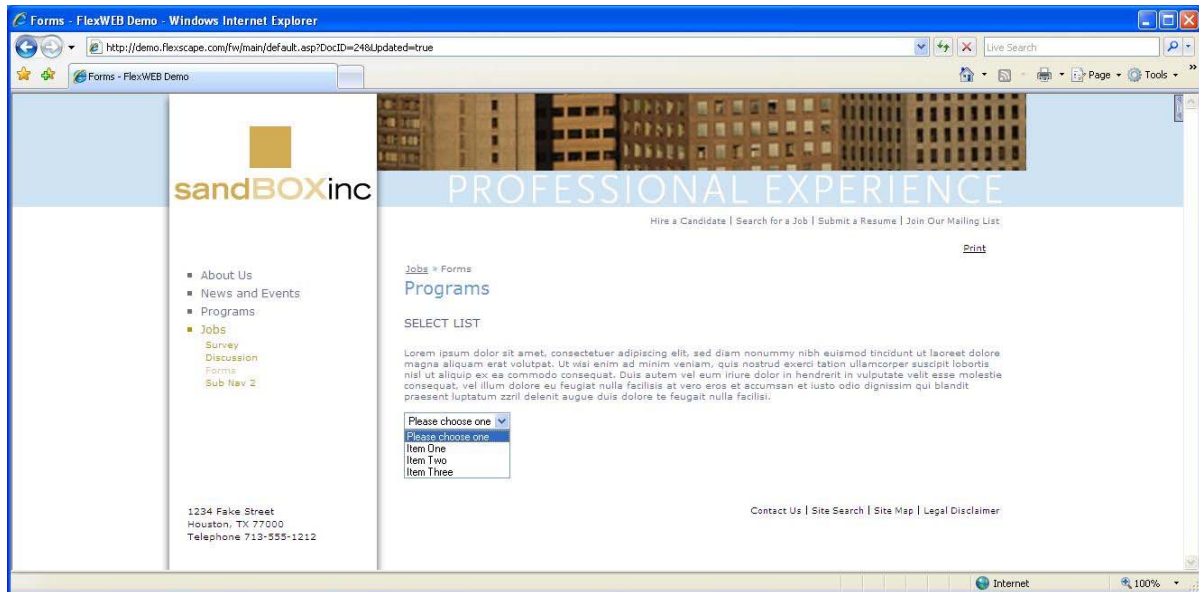 Forms - FlexWEB Demo - Windows Internet Explorer
http://demo.flexscape.com/fw/main/default.asp?DocID=248&Updated=true
Live Search
Forms - FlexWEB Demo
Page
Tools
»
sandBOXinc
PROFESSIONAL EXPERIENCE
Hire a Candidate | Search for a Job | Submit a Resume | Join Our Mailing List
Print
About Us
News and Events
Programs
Jobs
Survey
Discussion
Forms
Sub Nav 2
Jobs » Forms
Programs
SELECT LIST
Lorem ipsum dolor sit amet, consectetuer adipiscing elit, sed diam nonummy nibh euismod tincidunt ut laoreet dolore
magna aliquam erat volutpat. Ut wisi enim ad minim veniam, quis nostrud exerci tation ullamcorper suscipit lobortis
nisl ut aliquip ex ea commodo consequat. Duis autem vel eum iriure dolor in hendrerit in vulputate velit esse molestie
consequat, vel illum dolore eu feugiat nulla facilisis at vero eros et accumsan et iusto odio dignissim qui blandit
praesent luptatum zzril delenit augue duis dolore te feugait nulla facilisi.
Please choose one
Please choose one
Item One
Item Two
Item Three
1234 Fake Street
Houston, TX 77000
Telephone 713-555-1212
Contact Us | Site Search | Site Map | Legal Disclaimer
Internet
100%